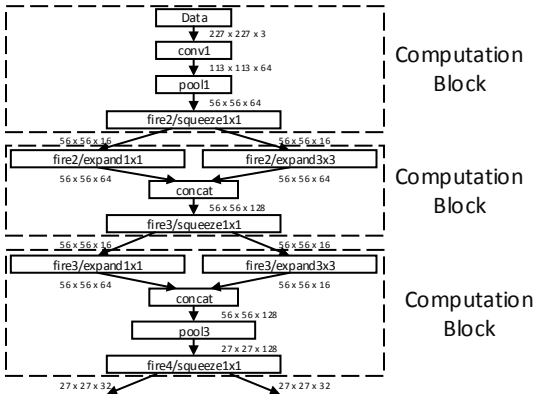 Data
227 x 227 x 3
conv1
113 x 113 x 64
pool1
56 x 56 x 64
fire2/squeeze1x1
Computation
Block
56 x 56 x 16
56 x 56 x 16
fire2/expand1x1
fire2/expand3x3
56 x 56 x 64
56 x 56 x 64
concat
56 x 56 x 128
fire3/squeeze1x1
Computation
Block
56 x 56 x 16
56 x 56 x 16
fire3/expand1x1
fire3/expand3x3
56 x 56 x 64
56 x 56 x 16
concat
56 x 56 x 128
pool3
27 x 27 x 128
fire4/squeeze1x1
Computation
Block
27 x 27 x 32
27 x 27 x 32